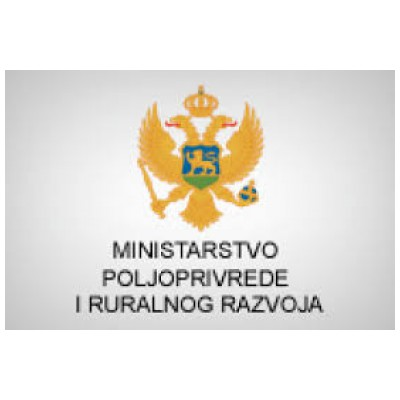 MINISTARSTVO
POLJOPRIVREDE
I RURALNOG RAZVOJA